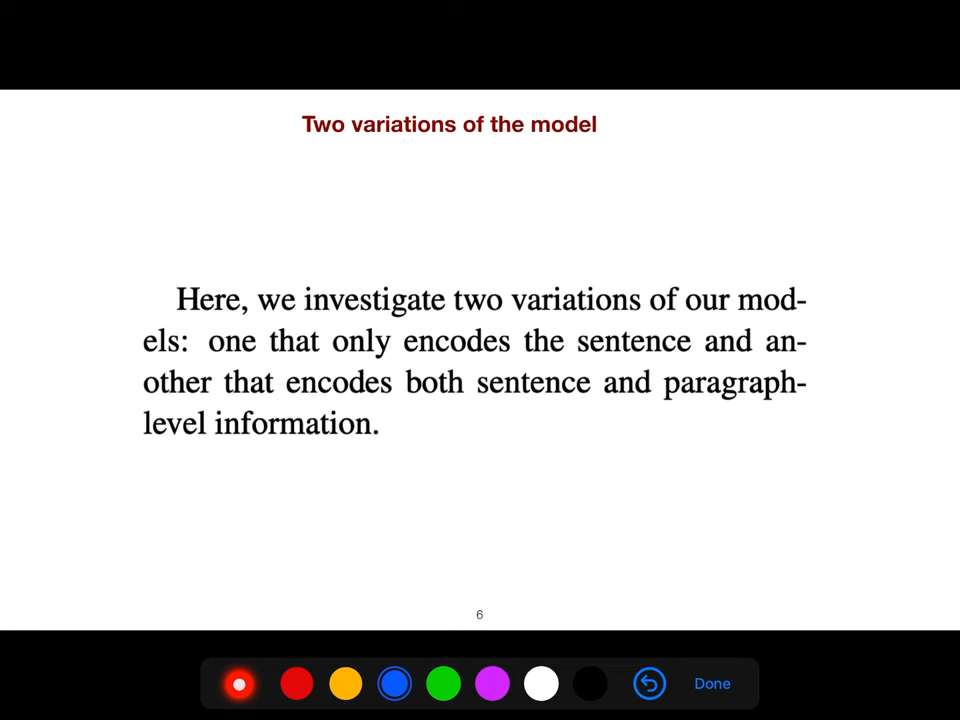 Two variations of the model
Here, we investigate two variations of our mod-
els: one that only encodes the sentence and an-
other that encodes both sentence and paragraph-
level information.
6
Done